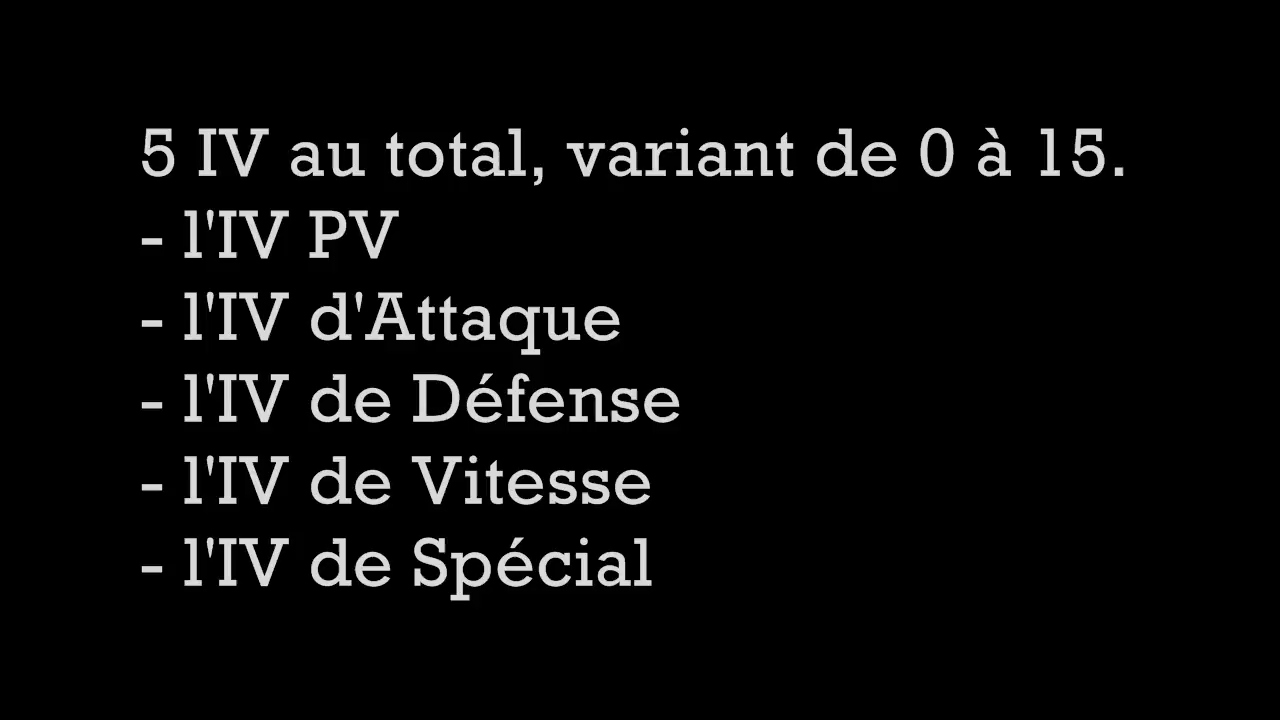 5 IV au total, variant de 0 à 15.
- l'IV PV
- l'IV d'Attaque
- l'IV de Défense
- l'IV de Vitesse
- l'IV de Spécial